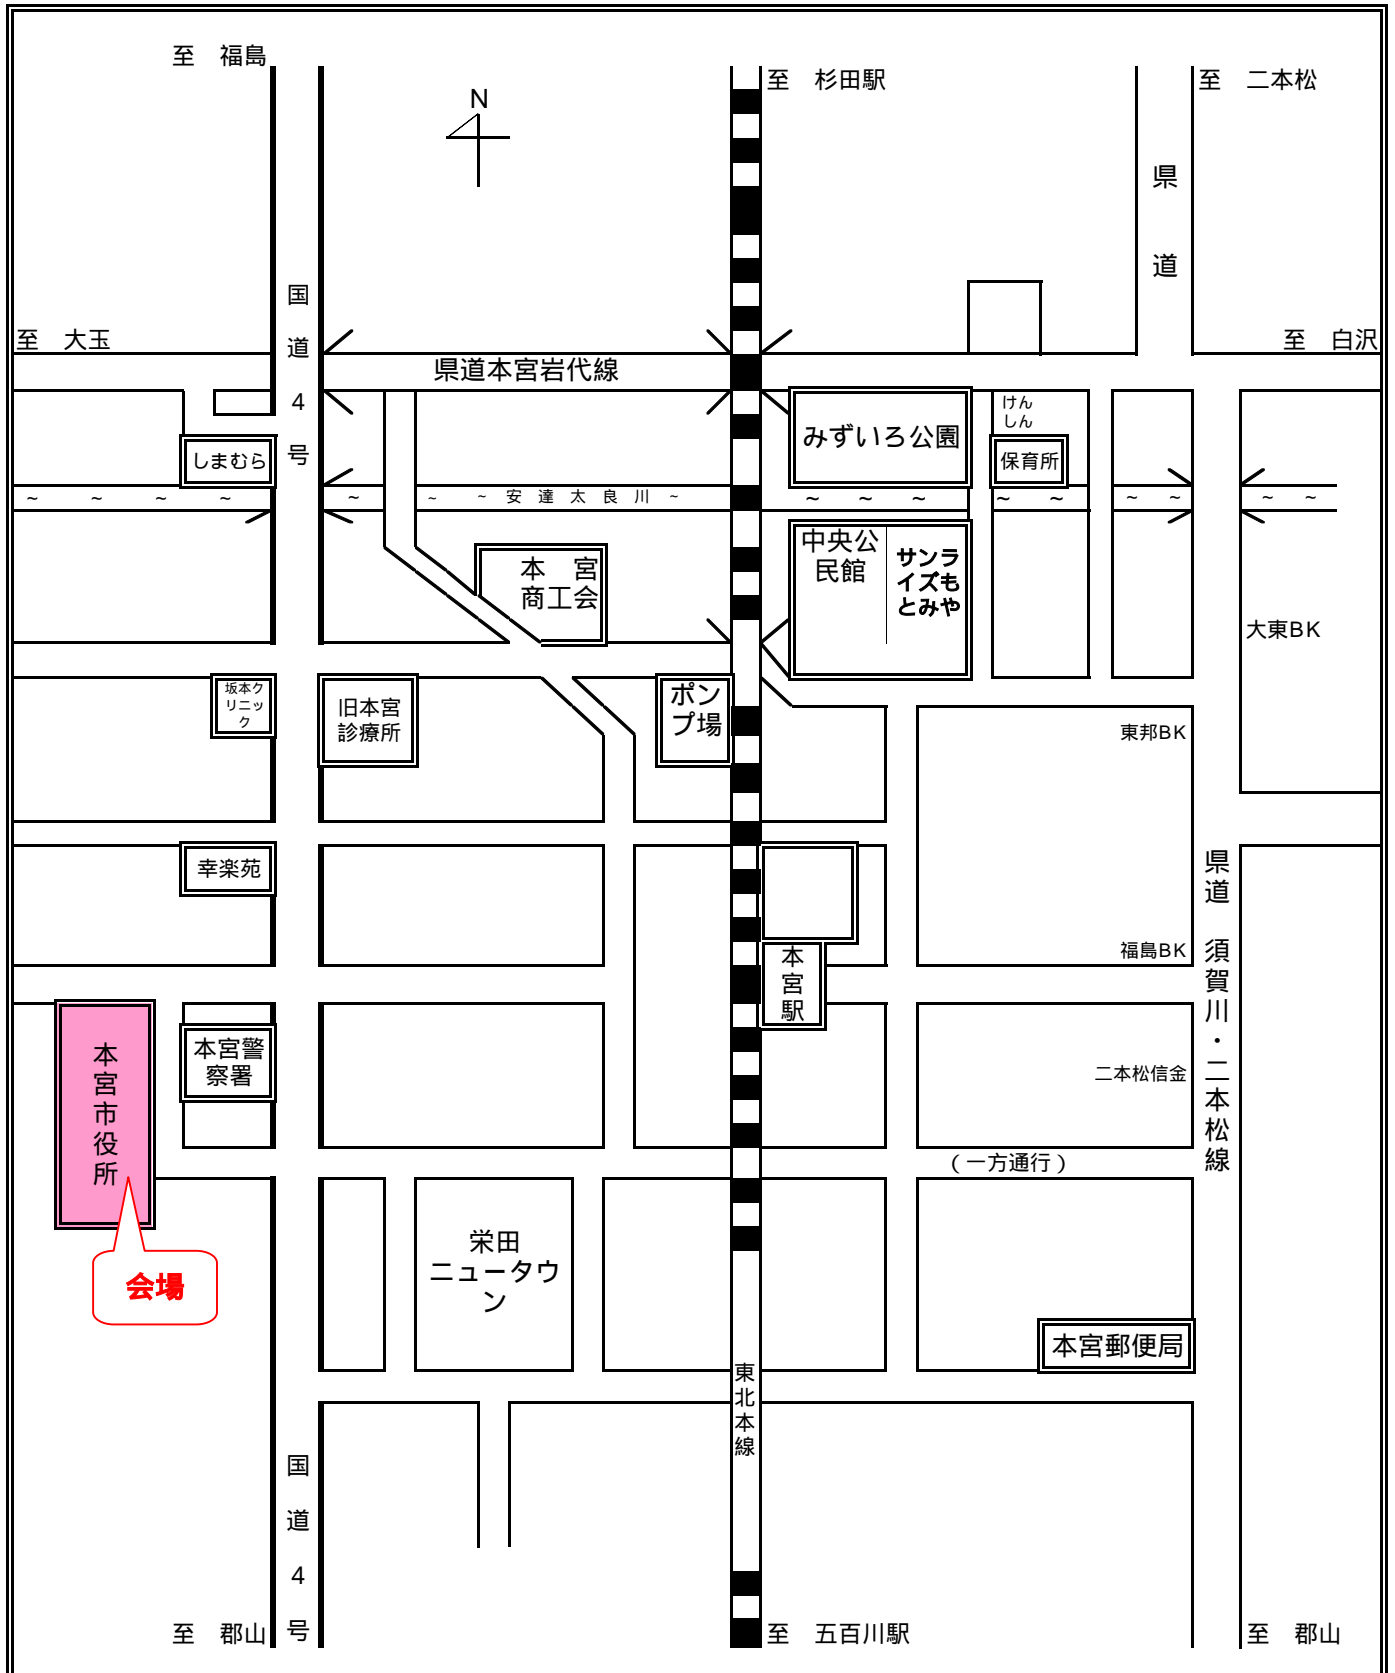 至　福島
至　杉田駅
至　二本松
N
県道
国道4号
至　大玉
至　白沢
県道本宮岩代線
けん
しん
みずいろ公園
しまむら
保育所
~ ~ ~ ~ ~ ~ ~ 安 達 太 良 川 ~ ~ ~ ~ ~ ~ ~ ~ ~ ~
中央公
民館
サンラ
イズも
とみや
本　宮
商工会
大東BK
坂本ク
リニッ
ク
旧本宮
診療所
ポン
プ場
東邦BK
幸楽苑
県道　須賀川・二本松線
福島BK
本宮駅
本宮市役所
本宮警
察署
二本松信金
(一方通行)
栄田
ニュータウ
ン
会場
本宮郵便局
東北本線
国道4号
至　郡山
至　五百川駅
至　郡山